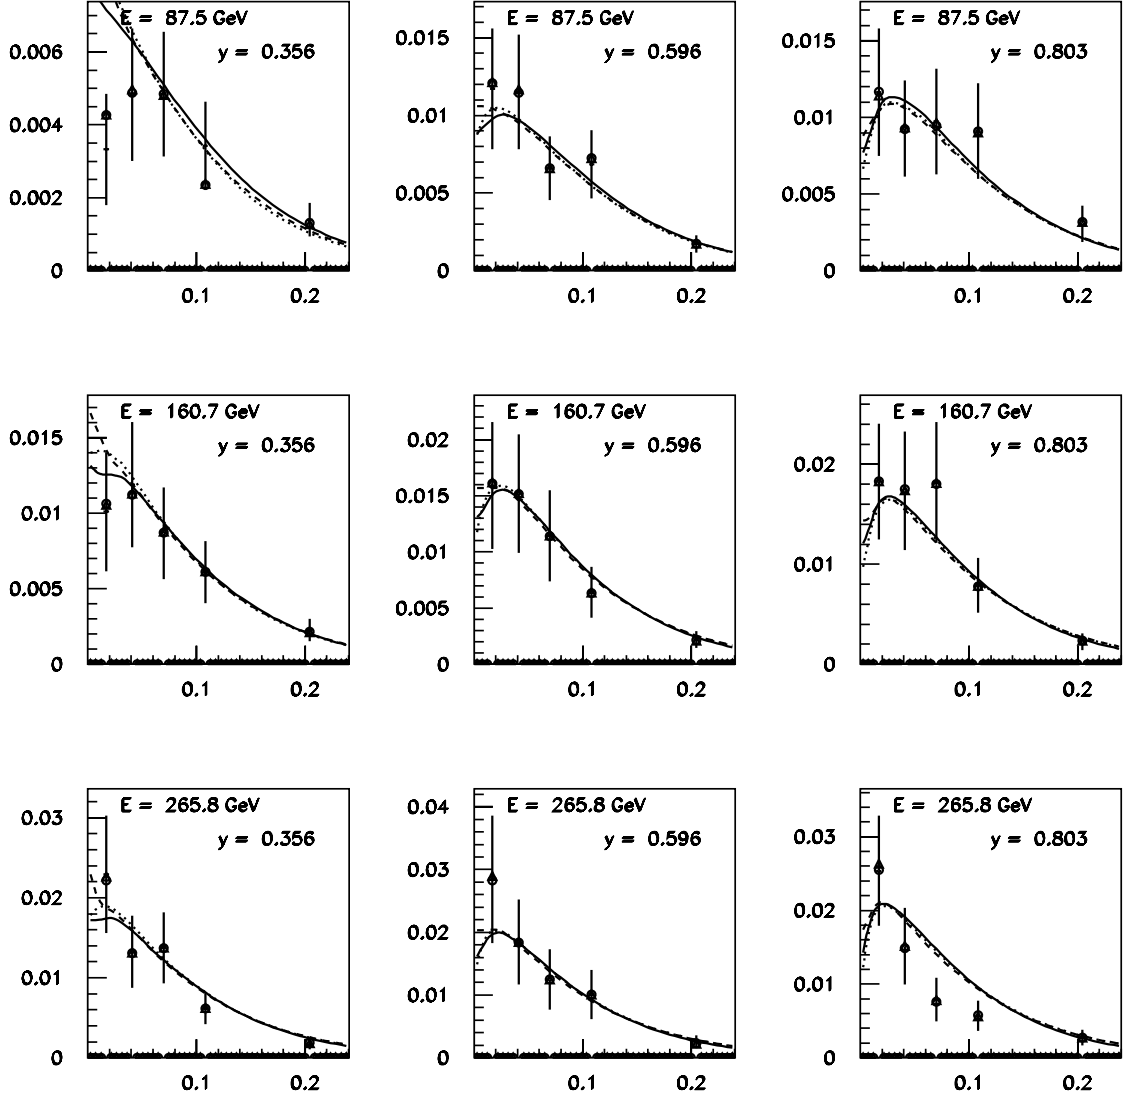 E = 87.5 GeV
y = 0.356
0.006
0.004
0.002
0
0.1 0.2
E = 87.5 GeV
y = 0.596
0.015
0.01
0.005
0
0.1 0.2
E = 87.5 GeV
y = 0.803
0.015
0.01
0.005
0
0.1 0.2
E = 160.7 GeV
y = 0.356
0.015
0.01
0.005
0
0.1 0.2
E = 160.7 GeV
y = 0.596
0.02
0.015
0.01
0.005
0
0.1 0.2
E = 160.7 GeV
y = 0.803
0.02
0.01
0
0.1 0.2
E = 265.8 GeV
y = 0.356
0.03
0.02
0.01
0
0.1 0.2
E = 265.8 GeV
y = 0.596
0.04
0.03
0.02
0.01
0
0.1 0.2
E = 265.8 GeV
y = 0.803
0.03
0.02
0.01
0
0.1 0.2